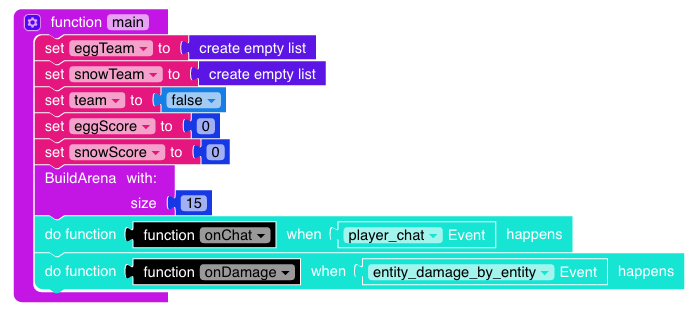 function main
set eggTeam to create empty list
set snowTeam to create empty list
set team to false
set eggScore to 0
set snowScore to 0
BuildArena with:
size 15
do function function onChat when player_chat Event happens
do function function onDamage when entity_damage_by_entity Event happens